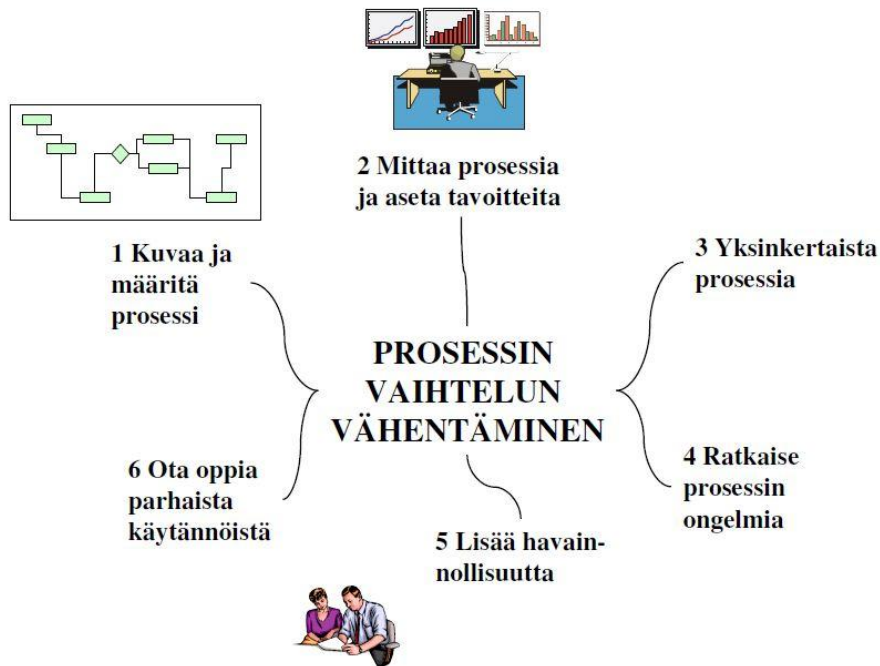 2 Mittaa prosessia
ja aseta tavoitteita
1 Kuvaa ja
määritä
prosessi
3 Yksinkertaista
prosessia
PROSESSIN
VAIHTELUN
VÄHENTÄMINEN
6 Ota oppia
parhaista
käytännöistä
4 Ratkaise
prosessin
ongelmia
5 Lisää havain-
nollisuutta